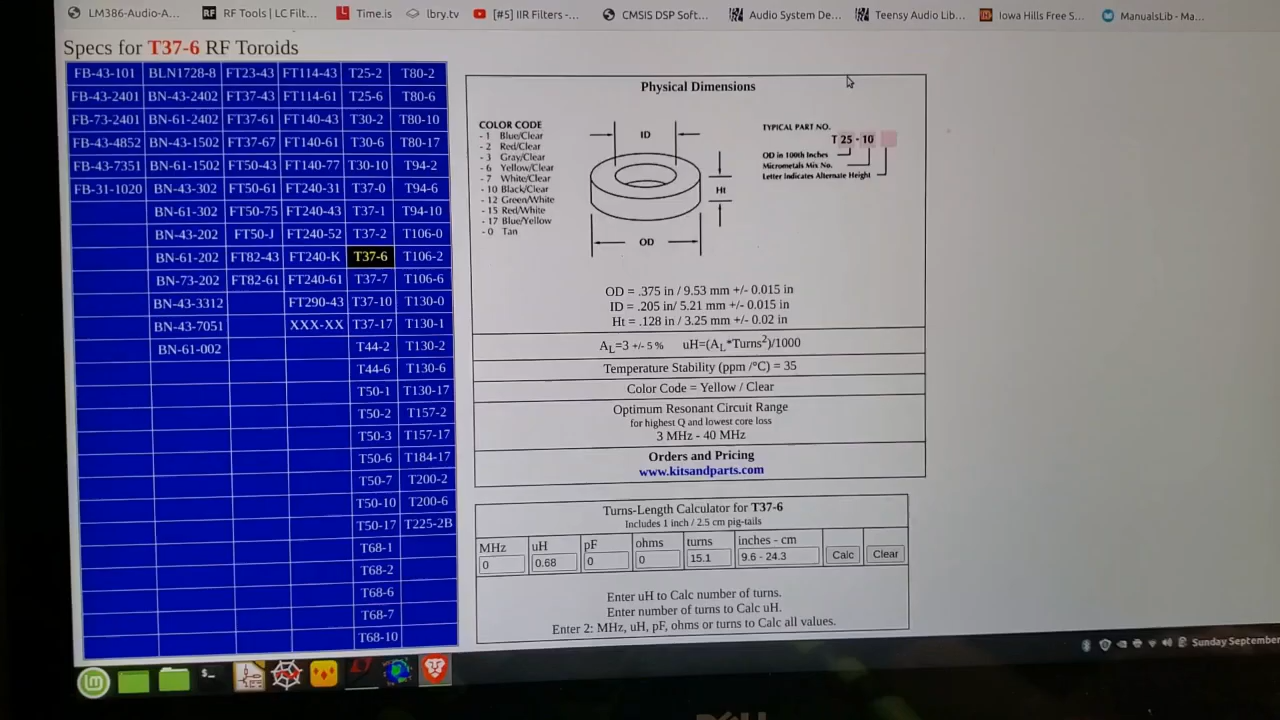 LM386-Audio-A...
RF RF Tools | LC Filt...
Time.is
lbry.tv
[#5] IIR Filters -...
CMSIS DSP Soft...
Audio System De...
Teensy Audio Lib...
Iowa Hills Free S...
ManualsLib - Ma...
Specs for T37-6 RF Toroids
FB-43-101 BLN1728-8 FT23-43 FT114-43 T25-2 T80-2
FB-43-2401 BN-43-2402 FT37-43 FT114-61 T25-6 T80-6
FB-73-2401 BN-61-2402 FT37-61 FT140-43 T30-2 T80-10
FB-43-4852 BN-43-1502 FT37-67 FT140-61 T30-6 T80-17
FB-43-7351 BN-61-1502 FT50-43 FT140-77 T30-10 T94-2
FB-31-1020 BN-43-302 FT50-61 FT240-31 T37-0 T94-6
BN-61-302 FT50-75 FT240-43 T37-1 T94-10
BN-43-202 FT50-J FT240-52 T37-2 T106-0
BN-61-202 FT82-43 FT240-K T37-6 T106-2
BN-73-202 FT82-61 FT240-61 T37-7 T106-6
BN-43-3312 FT290-43 T37-10 T130-0
BN-43-7051 XXX-XX T37-17 T130-1
BN-61-002 T44-2 T130-2
T44-6 T130-6
T50-1 T130-17
T50-2 T157-2
T50-3 T157-17
T50-6 T184-17
T50-7 T200-2
T50-10 T200-6
T50-17 T225-2B
T68-1
T68-2
T68-6
T68-7
T68-10
Physical Dimensions
COLOR CODE
- 1 Blue/Clear
- 2 Red/Clear
- 3 Gray/Clear
- 6 Yellow/Clear
- 7 White/Clear
- 10 Black/Clear
- 12 Green/White
- 15 Red/White
- 17 Blue/Yellow
- 0 Tan
ID
Ht
OD
TYPICAL PART NO.
T 25 - 10
OD in 100th Inches
Micrometals Mix No.
Letter Indicates Alternate Height
OD = .375 in / 9.53 mm +/- 0.015 in
ID = .205 in/ 5.21 mm +/- 0.015 in
Ht = .128 in / 3.25 mm +/- 0.02 in
AL=3 +/- 5 % uH=(AL*Turns2)/1000
Temperature Stability (ppm /°C) = 35
Color Code = Yellow / Clear
Optimum Resonant Circuit Range
for highest Q and lowest core loss
3 MHz - 40 MHz
Orders and Pricing
www.kitsandparts.com
Turns-Length Calculator for T37-6
Includes 1 inch / 2.5 cm pig-tails
MHz uH pF ohms turns inches - cm
0 0.68 0 0 15.1 9.6 - 24.3 Calc Clear
Enter uH to Calc number of turns.
Enter number of turns to Calc uH.
Enter 2: MHz, uH, pF, ohms or turns to Calc all values.
Sunday September
DELL